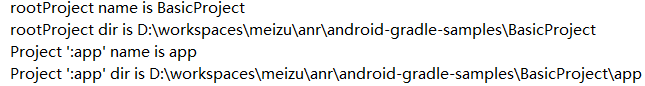 rootProject name is BasicProject
rootProject dir is D:\workspaces\meizu\anr\android-gradle-samples\BasicProject
Project ':app' name is app
Project ':app' dir is D:\workspaces\meizu\anr\android-gradle-samples\BasicProject\app